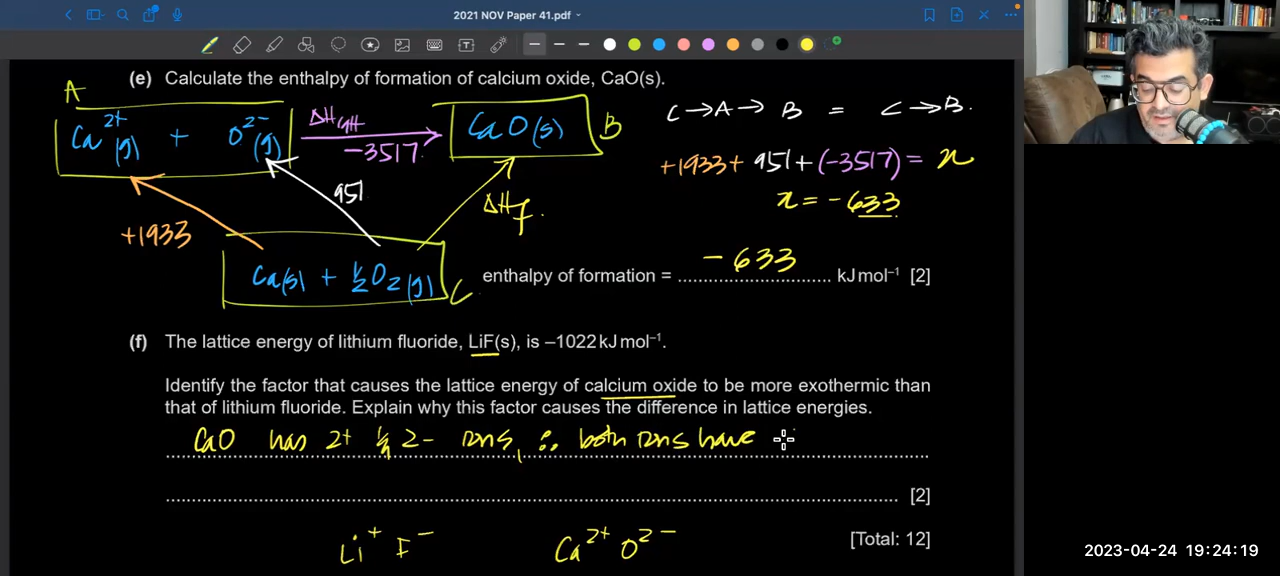 2021 NOV Paper 41.pdf
(e) Calculate the enthalpy of formation of calcium oxide, CaO(s).
A
Ca²⁺(g) + O²⁻(g)
ΔH
-3517
CaO(s) B
C → A → B = C → B.
+1933 + 951 + (-3517) = x
x = -633
+1933
951
ΔHf.
Ca(s) + ½O₂(g) C
-633
enthalpy of formation = .............................. kJ mol⁻¹ [2]
(f) The lattice energy of lithium fluoride, LiF(s), is −1022 kJ mol⁻¹.
Identify the factor that causes the lattice energy of calcium oxide to be more exothermic than
that of lithium fluoride. Explain why this factor causes the difference in lattice energies.
CaO has 2+ & 2- ions, ∴ both ions have
[2]
Li⁺ F⁻ Ca²⁺ O²⁻
[Total: 12]
2023-04-24 19:24:19